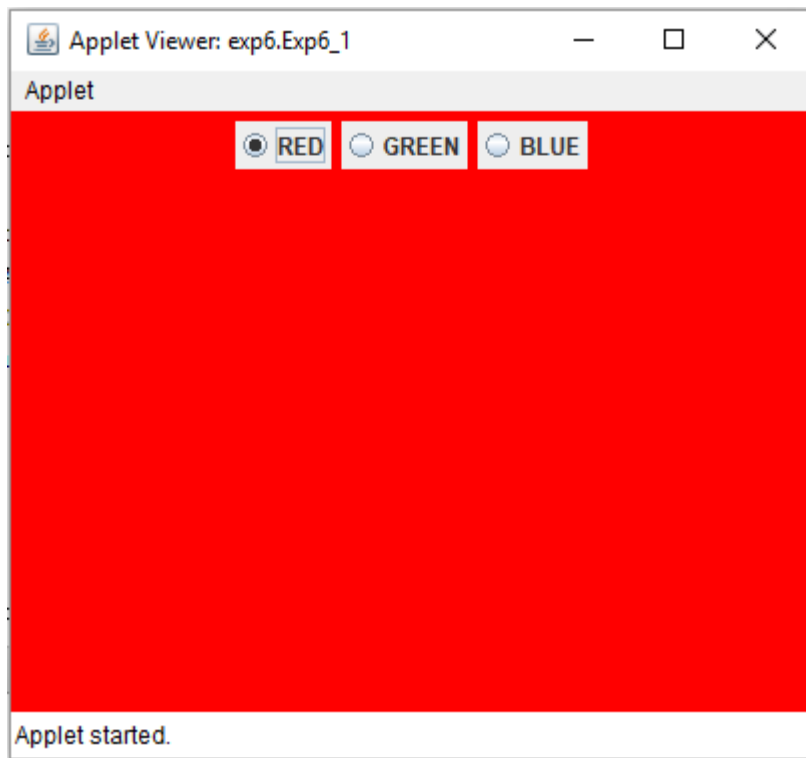 Applet Viewer: exp6.Exp6_1
Applet
RED GREEN BLUE
Applet started.